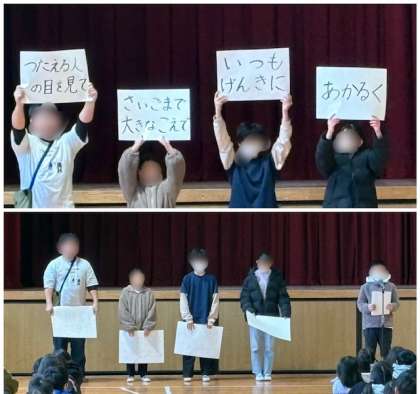 つたえる人
の目を見て
さいごまで
大きなこえで
いつも
げんきに
あかるく